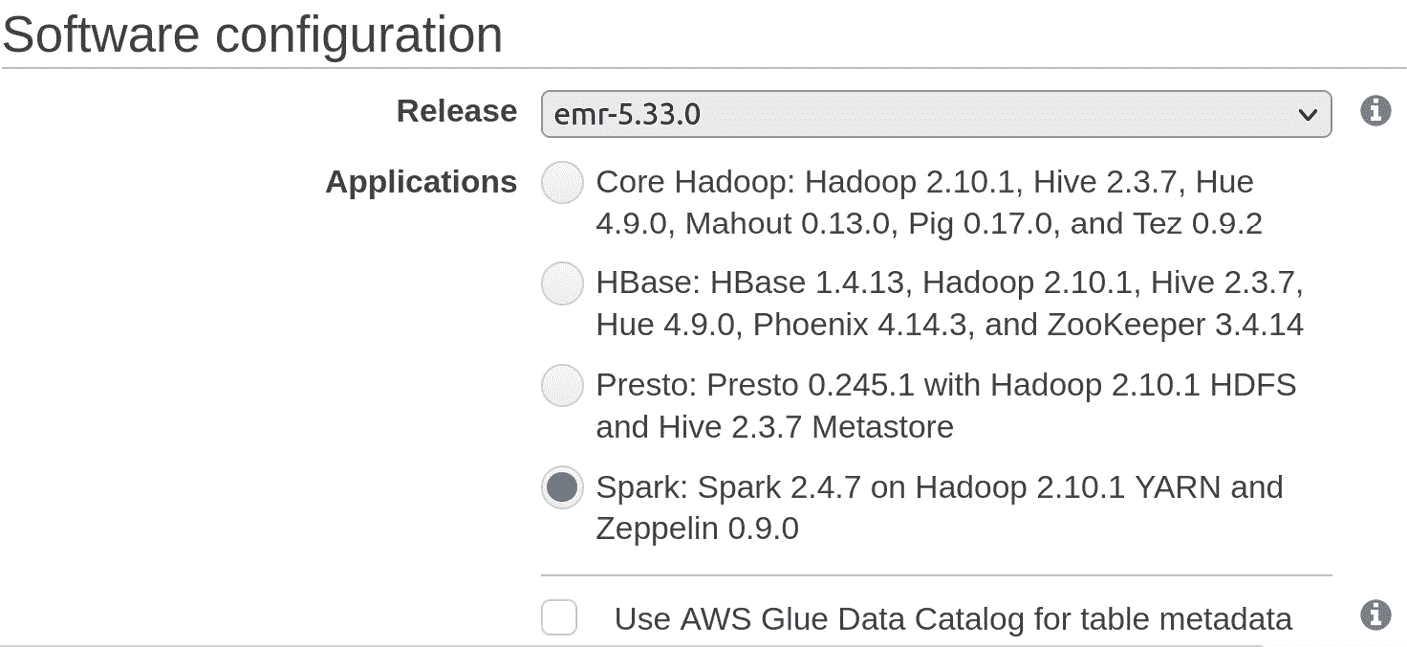 Software configuration
Release
emr-5.33.0
Applications
Core Hadoop: Hadoop 2.10.1, Hive 2.3.7, Hue
4.9.0, Mahout 0.13.0, Pig 0.17.0, and Tez 0.9.2
HBase: HBase 1.4.13, Hadoop 2.10.1, Hive 2.3.7,
Hue 4.9.0, Phoenix 4.14.3, and ZooKeeper 3.4.14
Presto: Presto 0.245.1 with Hadoop 2.10.1 HDFS
and Hive 2.3.7 Metastore
Spark: Spark 2.4.7 on Hadoop 2.10.1 YARN and
Zeppelin 0.9.0
Use AWS Glue Data Catalog for table metadata